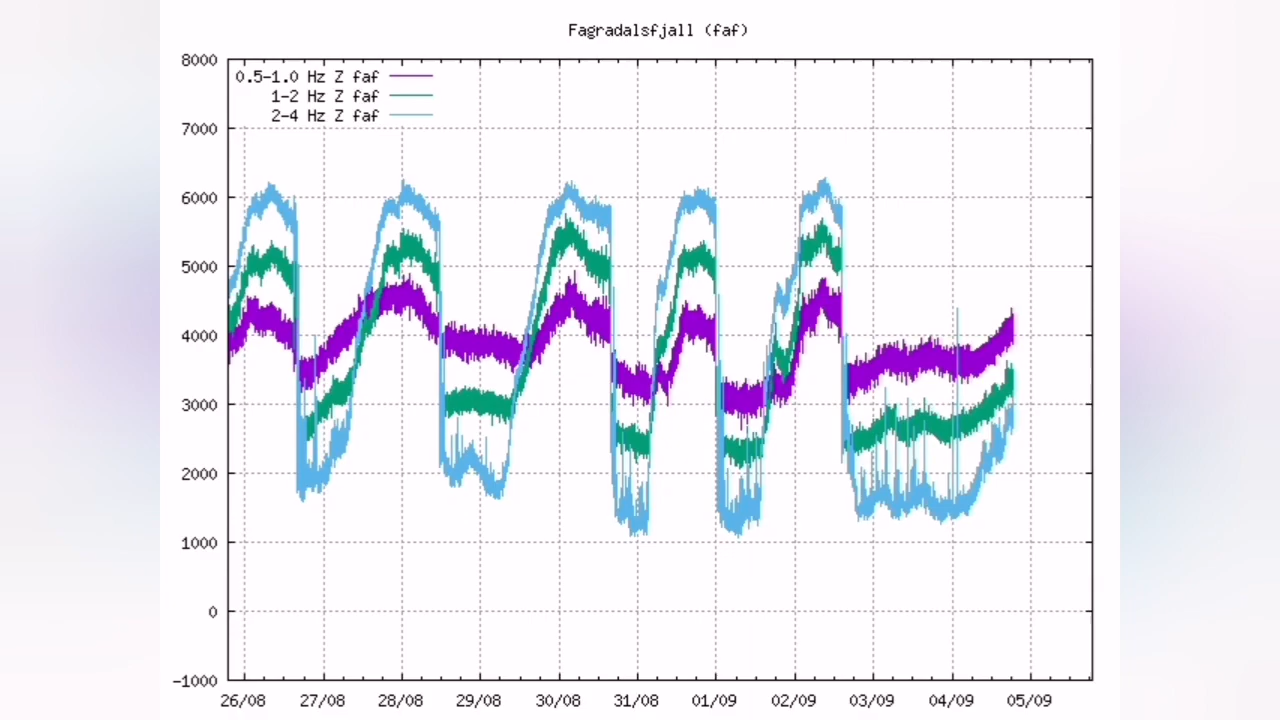 Fagradalsfjall (faf)
8000
0.5-1.0 Hz Z faf
1-2 Hz Z faf
2-4 Hz Z faf
7000
6000
5000
4000
3000
2000
1000
0
-1000
26/08 27/08 28/08 29/08 30/08 31/08 01/09 02/09 03/09 04/09 05/09